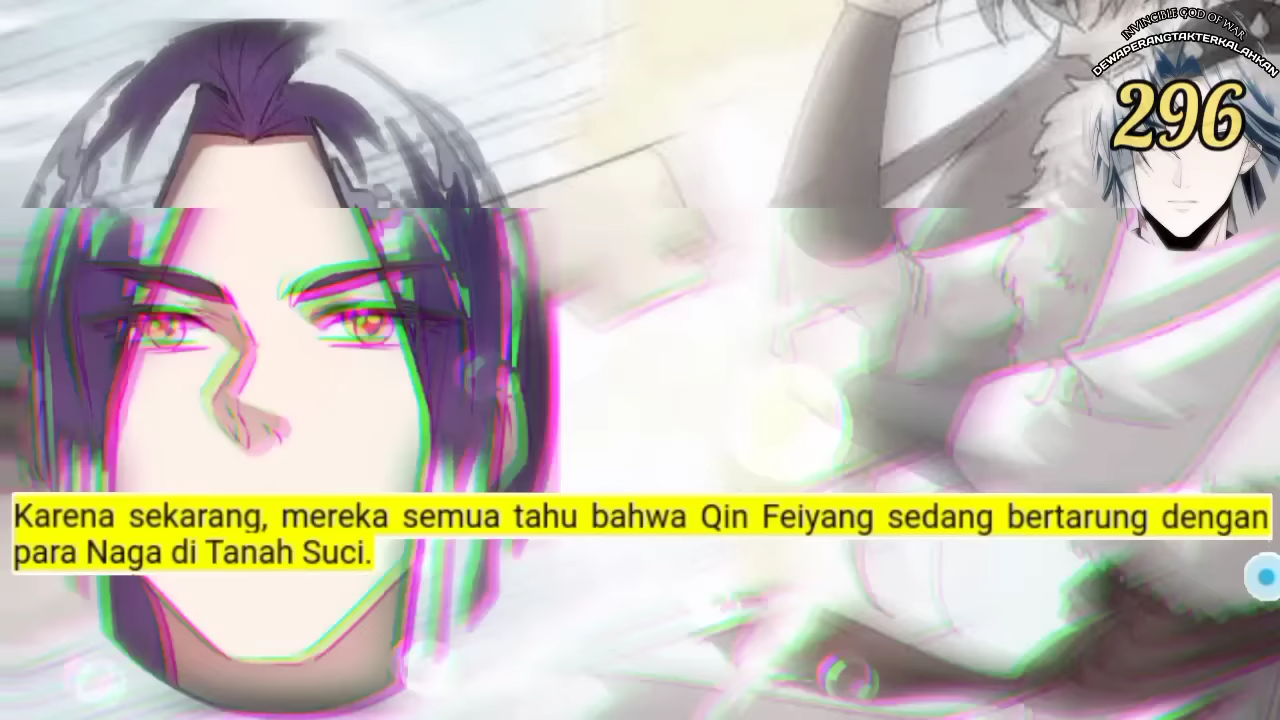 INVINCIBLE GOD OF WAR
DEWAPERANGTAKTERKALAHKAN
296
Karena sekarang, mereka semua tahu bahwa Qin Feiyang sedang bertarung dengan
para Naga di Tanah Suci.